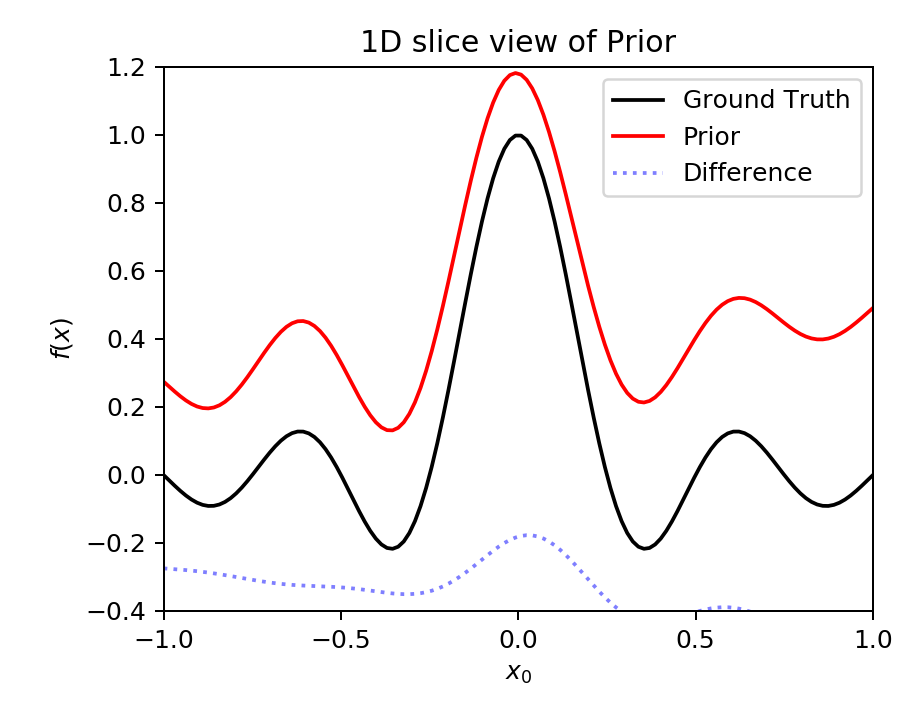 1D slice view of Prior
1.2
1.0
0.8
0.6
0.4
0.2
0.0
−0.2
−0.4
f(x)
Ground Truth
Prior
Difference
−1.0
−0.5
0.0
0.5
1.0
x₀